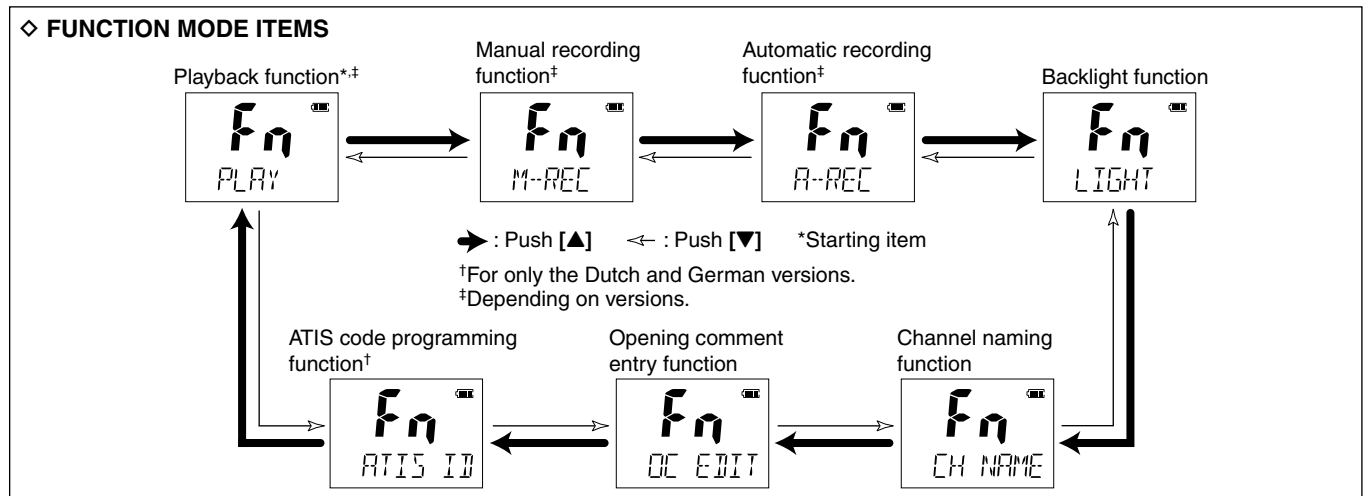 ◇ FUNCTION MODE ITEMS
Playback function*,‡
Manual recording
function‡
Automatic recording
fucntion‡
Backlight function
Fn
PLAY
Fn
M-REC
Fn
A-REC
Fn
LIGHT
: Push [▲] : Push [▼] *Starting item
†For only the Dutch and German versions.
‡Depending on versions.
ATIS code programming
function†
Opening comment
entry function
Channel naming
function
Fn
ATIS ID
Fn
OC EDIT
Fn
CH NAME